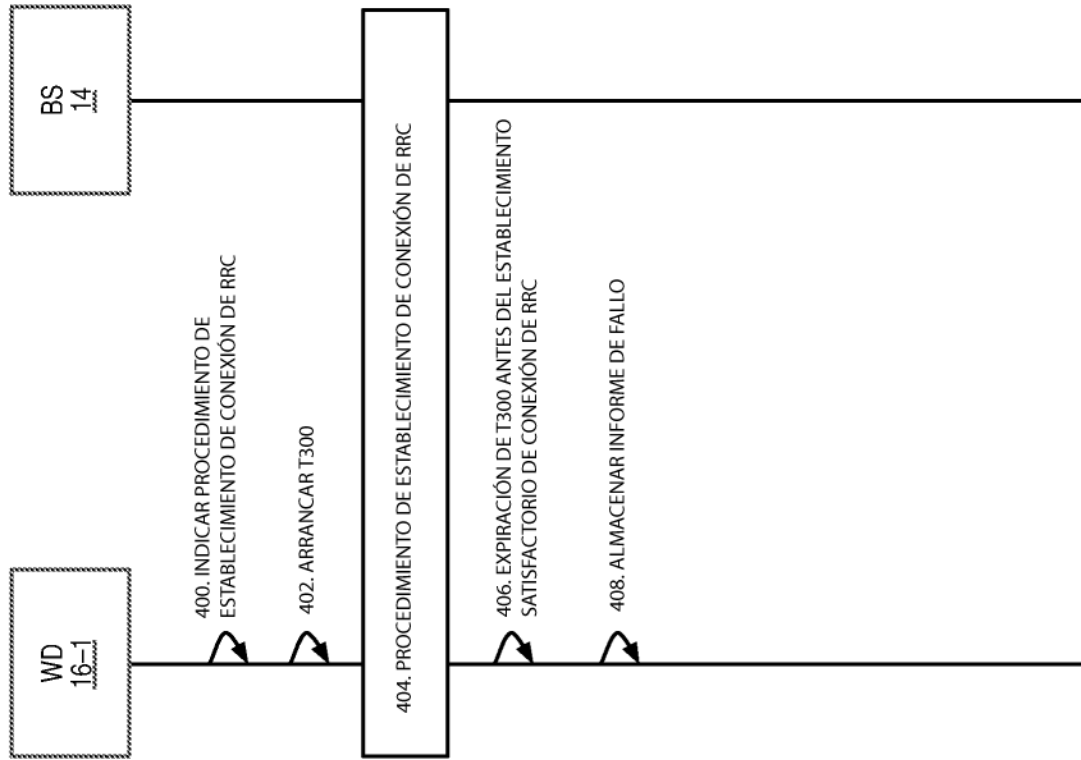 WD
16-1
BS
14
400. INDICAR PROCEDIMIENTO DE
ESTABLECIMIENTO DE CONEXIÓN DE RRC
402. ARRANCAR T300
404. PROCEDIMIENTO DE ESTABLECIMIENTO DE CONEXIÓN DE RRC
406. EXPIRACIÓN DE T300 ANTES DEL ESTABLECIMIENTO
SATISFACTORIO DE CONEXIÓN DE RRC
408. ALMACENAR INFORME DE FALLO